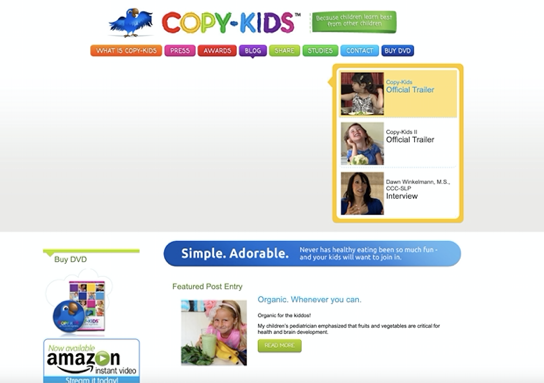 COPY-KIDS™
Because children learn best
from other children.
WHAT IS COPY-KIDS
PRESS
AWARDS
BLOG
SHARE
STUDIES
CONTACT
BUY DVD
Copy-Kids
Official Trailer
Copy-Kids II
Official Trailer
Dawn Winkelmann, M.S.,
CCC-SLP
Interview
Buy DVD
Simple. Adorable.
Never has healthy eating been so much fun -
and your kids will want to join in.
Featured Post Entry
Organic. Whenever you can.
Organic for the kiddos!
My children's pediatrician emphasized that fruits and vegetables are critical for
health and brain development.
READ MORE
COPY-KIDS
Now available
amazon
instant video
Stream it today!